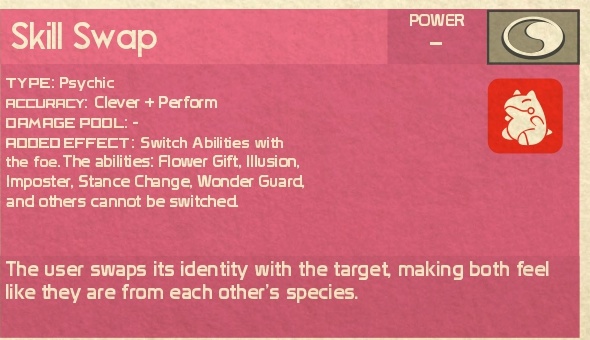 Skill Swap
POWER
–
TYPE: Psychic
ACCURACY: Clever + Perform
DAMAGE POOL: -
ADDED EFFECT: Switch Abilities with
the foe. The abilities: Flower Gift, Illusion,
Imposter, Stance Change, Wonder Guard,
and others cannot be switched.
The user swaps its identity with the target, making both feel
like they are from each other's species.